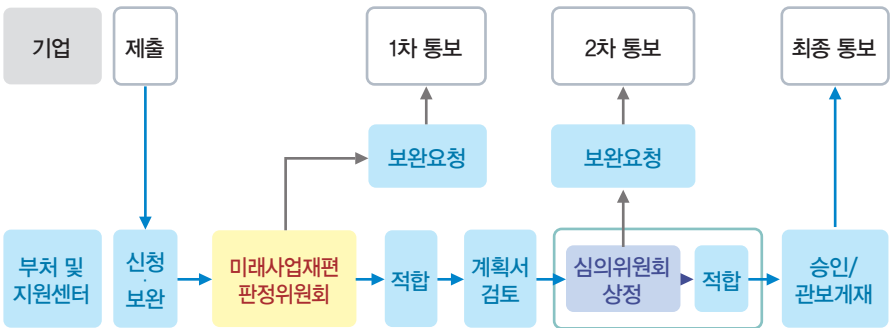 기업
제출
1차 통보
2차 통보
최종 통보
보완요청
보완요청
부처 및
지원센터
신청
·
보완
미래사업재편
판정위원회
적합
계획서
검토
심의위원회
상정
적합
승인/
관보게재